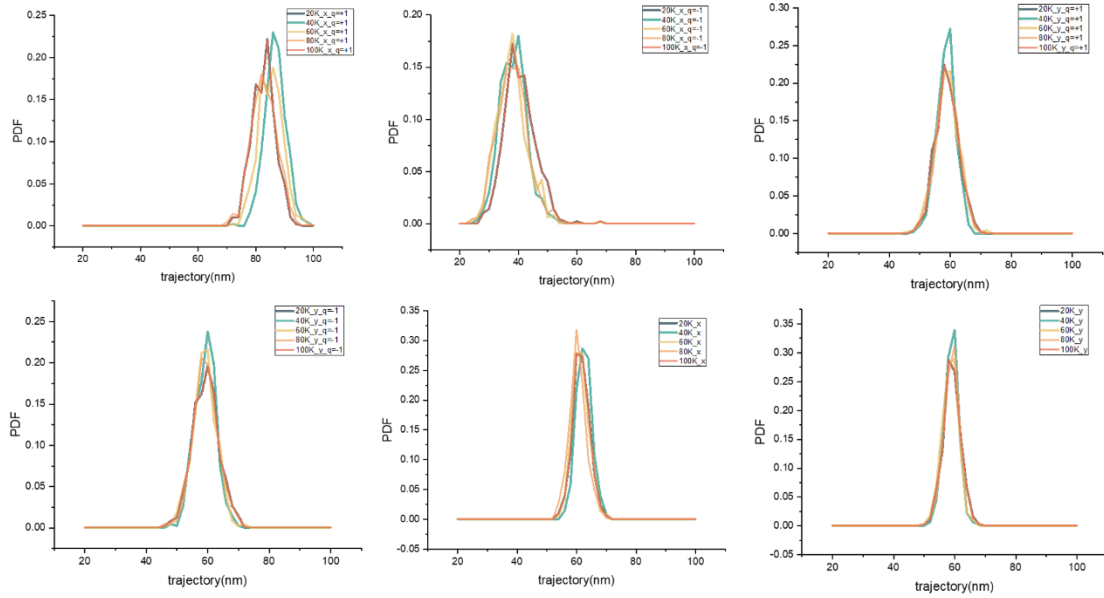 20K_x_q=+1
40K_x_q=+1
60K_x_q=+1
80K_x_q=+1
100K_x_q=+1
0.25
0.20
0.15
0.10
0.05
0.00
PDF
20 40 60 80 100
trajectory(nm)
20K_x_q=-1
40K_x_q=-1
60K_x_q=-1
80K_x_q=-1
100K_x_q=-1
0.20
0.15
0.10
0.05
0.00
PDF
20 40 60 80 100
trajectory(nm)
20K_y_q=+1
40K_y_q=+1
60K_y_q=+1
80K_y_q=+1
100K_y_q=+1
0.30
0.25
0.20
0.15
0.10
0.05
0.00
PDF
20 40 60 80 100
trajectory(nm)
20K_y_q=-1
40K_y_q=-1
60K_y_q=-1
80K_y_q=-1
100K_y_q=-1
0.25
0.20
0.15
0.10
0.05
0.00
PDF
20 40 60 80 100
trajectory(nm)
20K_x
40K_x
60K_x
80K_x
100K_x
0.35
0.30
0.25
0.20
0.15
0.10
0.05
0.00
-0.05
PDF
20 40 60 80 100
trajectory(nm)
20K_y
40K_y
60K_y
80K_y
100K_y
0.35
0.30
0.25
0.20
0.15
0.10
0.05
0.00
-0.05
PDF
20 40 60 80 100
trajectory(nm)